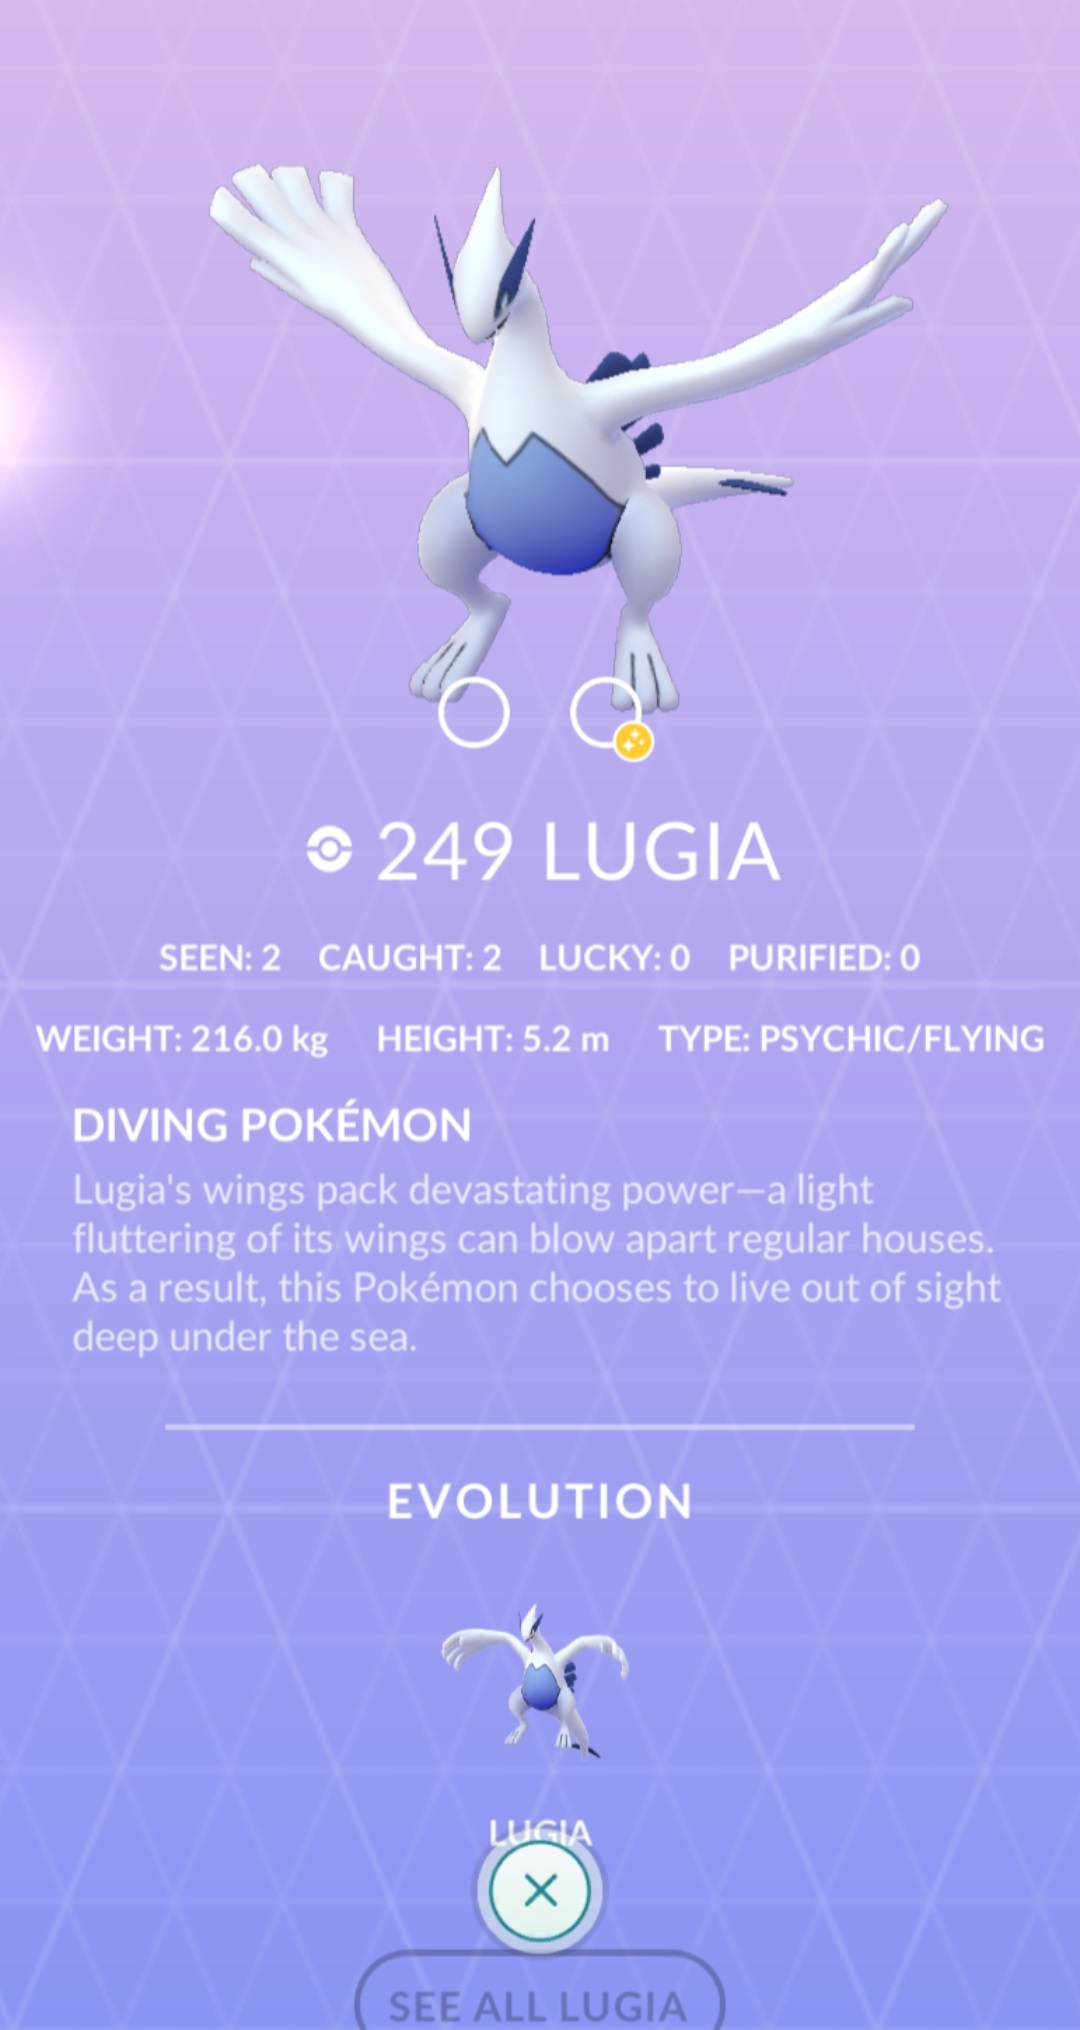 249 LUGIA
SEEN: 2 CAUGHT: 2 LUCKY: 0 PURIFIED: 0
WEIGHT: 216.0 kg HEIGHT: 5.2 m TYPE: PSYCHIC/FLYING
DIVING POKÉMON
Lugia's wings pack devastating power—a light
fluttering of its wings can blow apart regular houses.
As a result, this Pokémon chooses to live out of sight
deep under the sea.
EVOLUTION
LUGIA
SEE ALL LUGIA